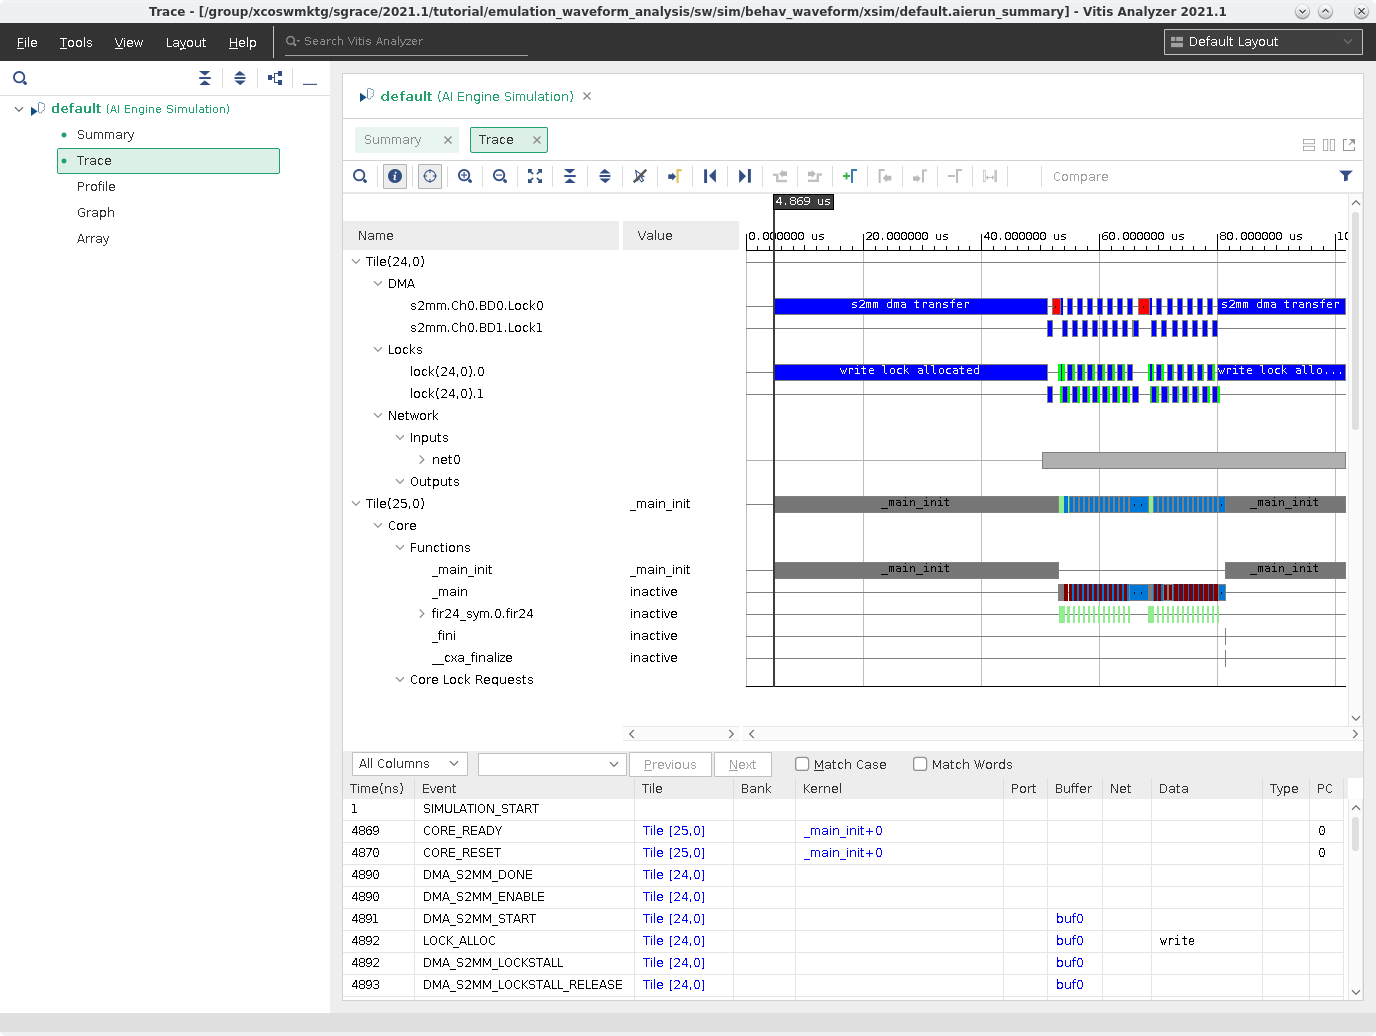 Trace - [/group/xcoswmktg/sgrace/2021.1/tutorial/emulation_waveform_analysis/sw/sim/behav_waveform/xsim/default.aierun_summary] - Vitis Analyzer 2021.1
File Tools View Layout Help Search Vitis Analyzer Default Layout
default (AI Engine Simulation)
Summary
Trace
Profile
Graph
Array
default (AI Engine Simulation)
Summary Trace
Compare
4.869 us
Name Value 0.000000 us 20.000000 us 40.000000 us 60.000000 us 80.000000 us 10
Tile(24,0)
DMA
s2mm.Ch0.BD0.Lock0 s2mm dma transfer s2mm dma transfer
s2mm.Ch0.BD1.Lock1
Locks
lock(24,0).0 write lock allocated write lock allo...
lock(24,0).1
Network
Inputs
net0
Outputs
Tile(25,0) _main_init _main_init .. . _main_init
Core
Functions
_main_init _main_init _main_init _main_init
_main inactive .. .
fir24_sym.0.fir24 inactive
_fini inactive
__cxa_finalize inactive
Core Lock Requests
All Columns Previous Next Match Case Match Words
Time(ns) Event Tile Bank Kernel Port Buffer Net Data Type PC
1 SIMULATION_START
4869 CORE_READY Tile [25,0] _main_init+0 0
4870 CORE_RESET Tile [25,0] _main_init+0 0
4890 DMA_S2MM_DONE Tile [24,0]
4890 DMA_S2MM_ENABLE Tile [24,0]
4891 DMA_S2MM_START Tile [24,0] buf0
4892 LOCK_ALLOC Tile [24,0] buf0 write
4892 DMA_S2MM_LOCKSTALL Tile [24,0] buf0
4893 DMA_S2MM_LOCKSTALL_RELEASE Tile [24,0] buf0